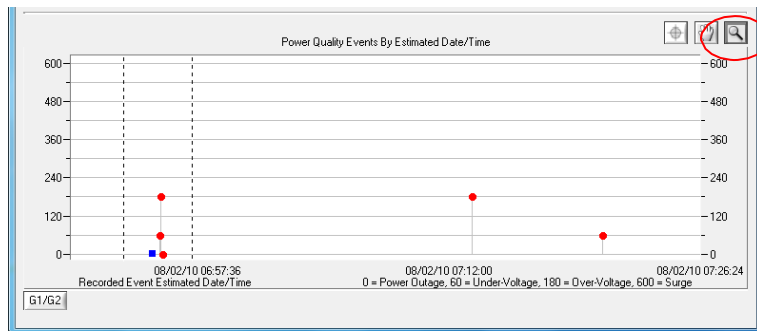 Power Quality Events By Estimated Date/Time
600 600
480 480
360 360
240 240
120 120
0 0
08/02/10 06:57:36 08/02/10 07:12:00 08/02/10 07:26:24
Recorded Event Estimated Date/Time 0 = Power Outage, 60 = Under-Voltage, 180 = Over-Voltage, 600 = Surge
G1/G2